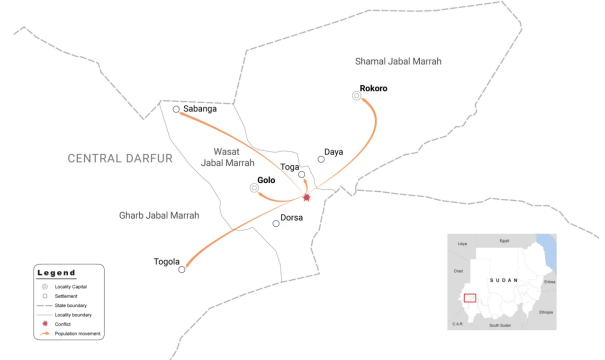 Shamal Jabal Marrah
Rokoro
Sabanga
Wasat
Jabal Marrah
Daya
CENTRAL DARFUR
Toga
Golo
Gharb Jabal Marrah
Dorsa
Togola
Legend
Locality Capital
Settlement
State boundary
Locality boundary
Conflict
Population movement
Libya
Egypt
Chad
SUDAN
Eritrea
Ethiopia
C.A.R
South Sudan